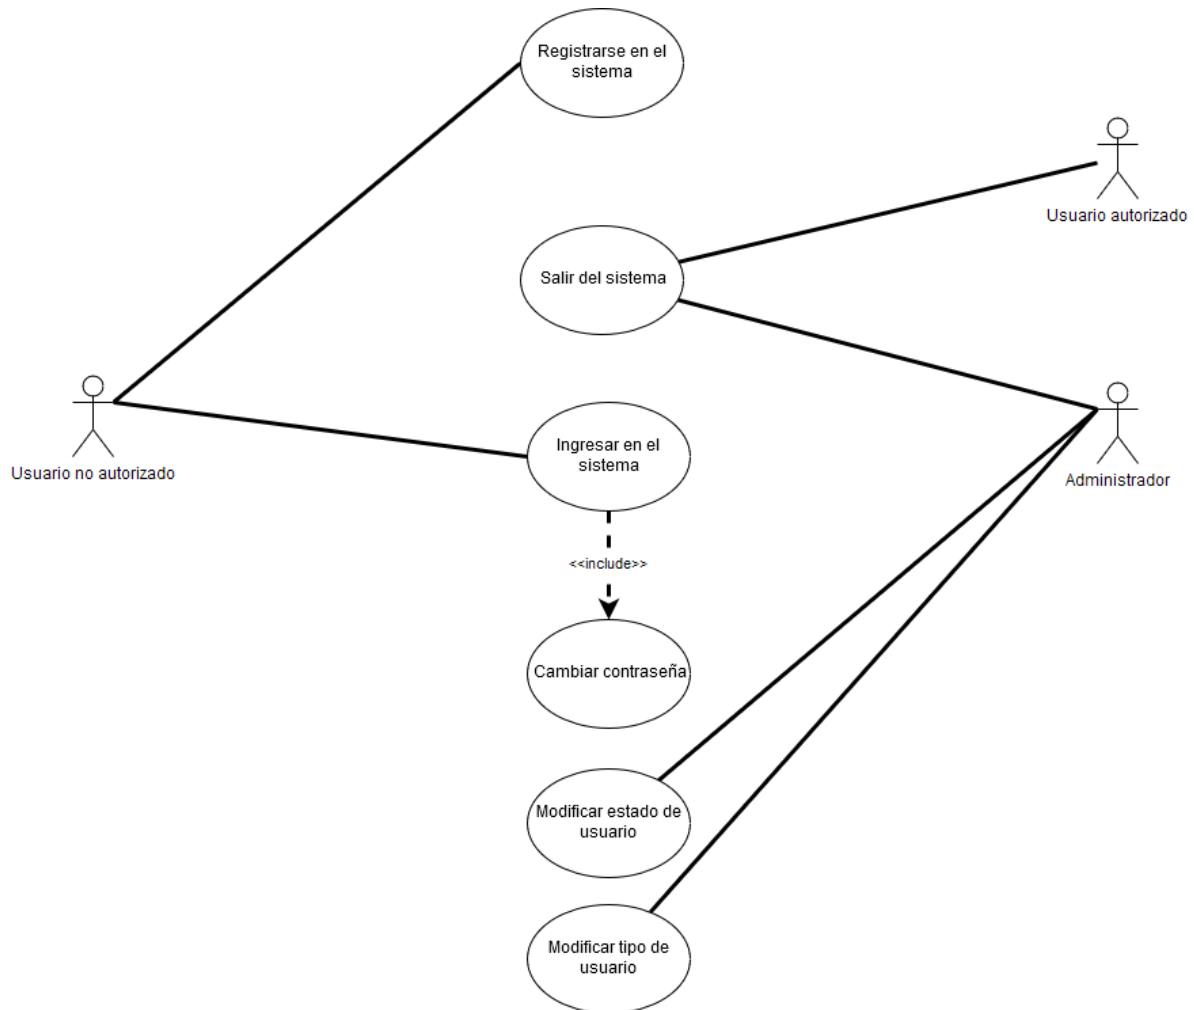 Registrarse en el
sistema
Usuario autorizado
Salir del sistema
Usuario no autorizado
Ingresar en el
sistema
Administrador
<<include>>
Cambiar contraseña
Modificar estado de
usuario
Modificar tipo de
usuario